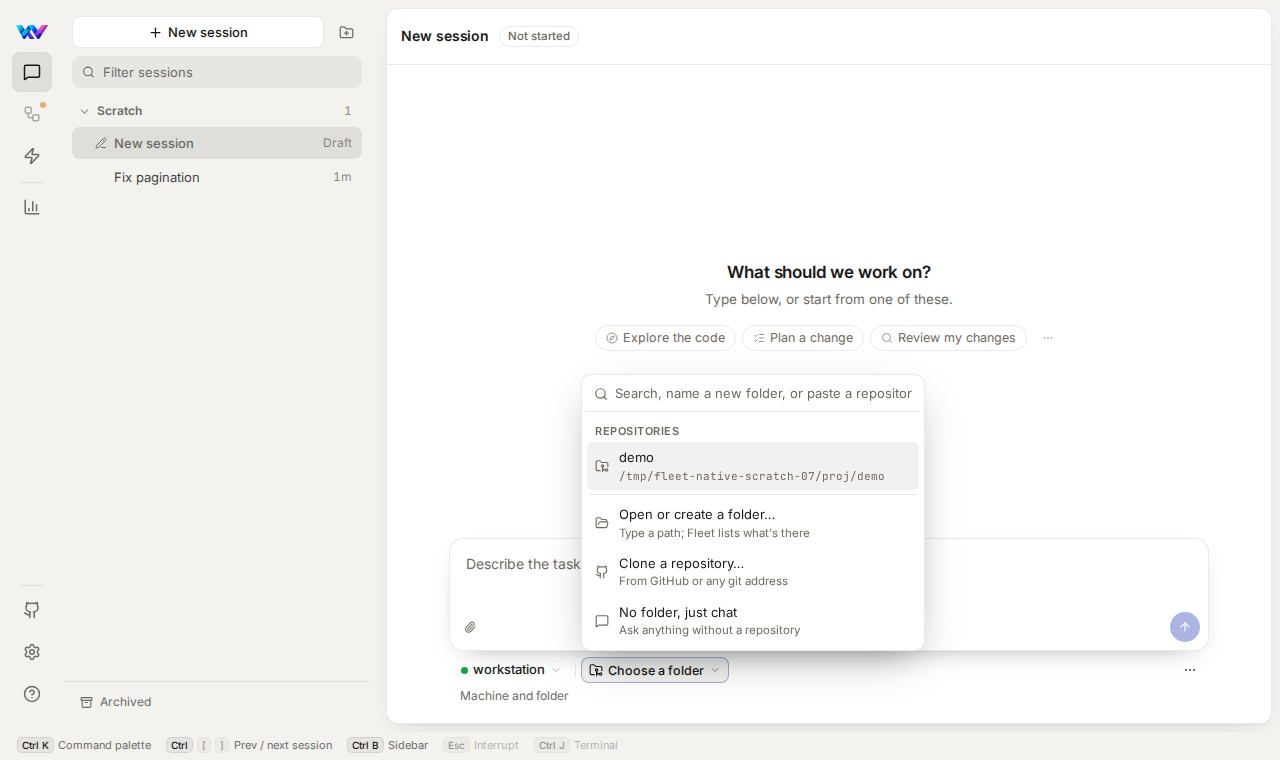 New session
Filter sessions
Scratch 1
New session Draft
Fix pagination 1m
Archived
New session Not started
What should we work on?
Type below, or start from one of these.
Explore the code Plan a change Review my changes
Search, name a new folder, or paste a repositor
REPOSITORIES
demo
/tmp/fleet-native-scratch-07/proj/demo
Open or create a folder...
Type a path; Fleet lists what's there
Clone a repository...
From GitHub or any git address
No folder, just chat
Ask anything without a repository
Describe the task
workstation Choose a folder
Machine and folder
Ctrl K Command palette Ctrl [ ] Prev / next session Ctrl B Sidebar Esc Interrupt Ctrl J Terminal